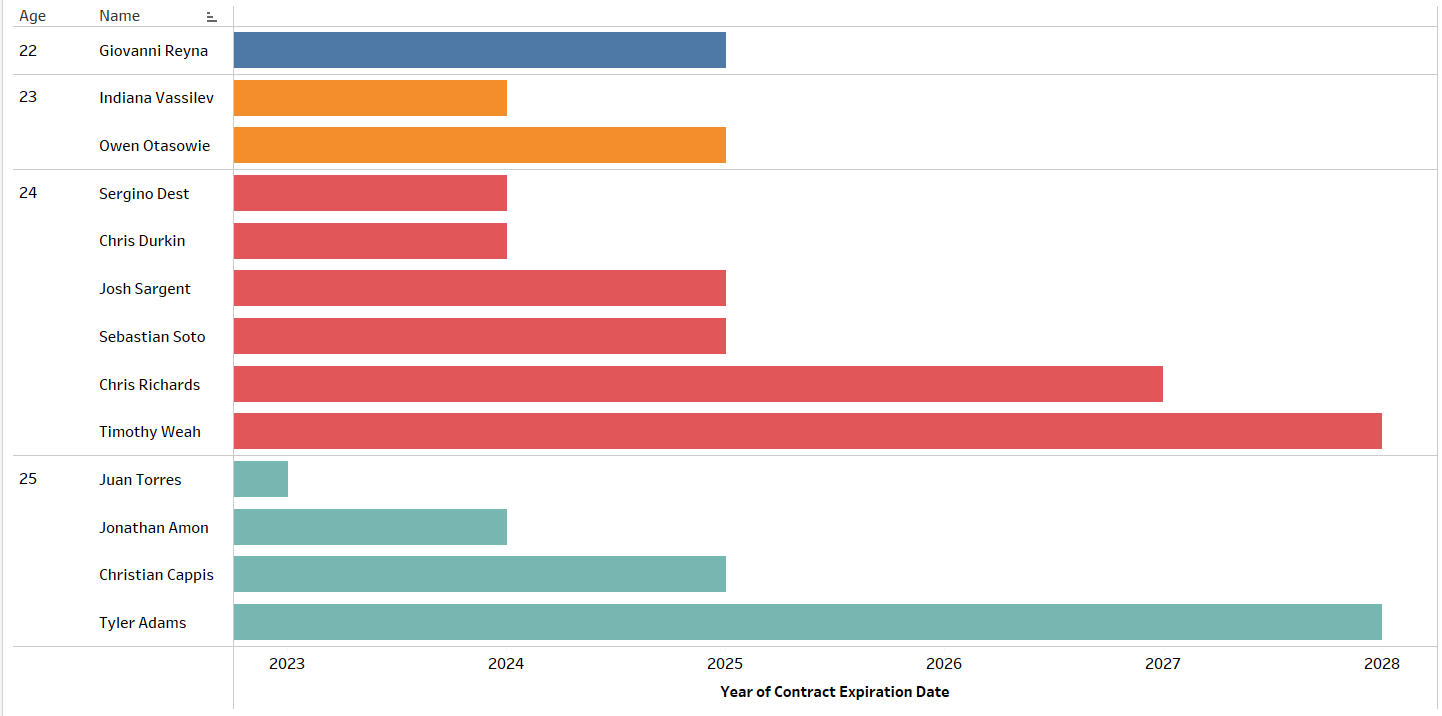 Age Name
22 Giovanni Reyna
23 Indiana Vassilev
Owen Otasowie
24 Sergino Dest
Chris Durkin
Josh Sargent
Sebastian Soto
Chris Richards
Timothy Weah
25 Juan Torres
Jonathan Amon
Christian Cappis
Tyler Adams
2023 2024 2025 2026 2027 2028
Year of Contract Expiration Date